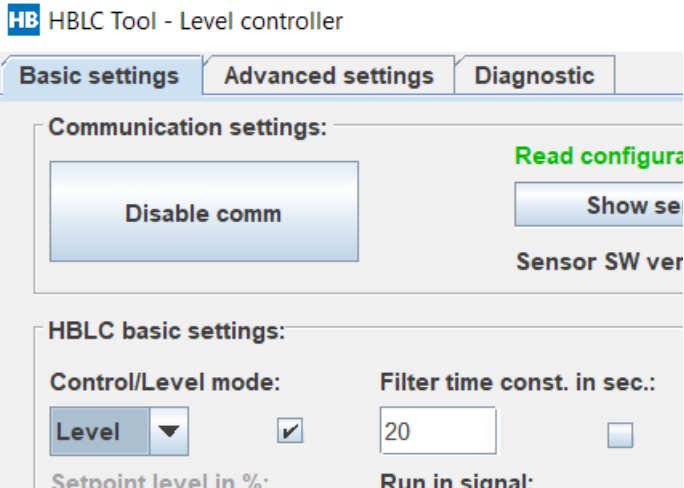 HB HBLC Tool - Level controller
Basic settings Advanced settings Diagnostic
Communication settings:
Read configura
Disable comm
Show se
Sensor SW ver
HBLC basic settings:
Control/Level mode: Filter time const. in sec.:
Level 20
Setpoint level in %: Run in signal: